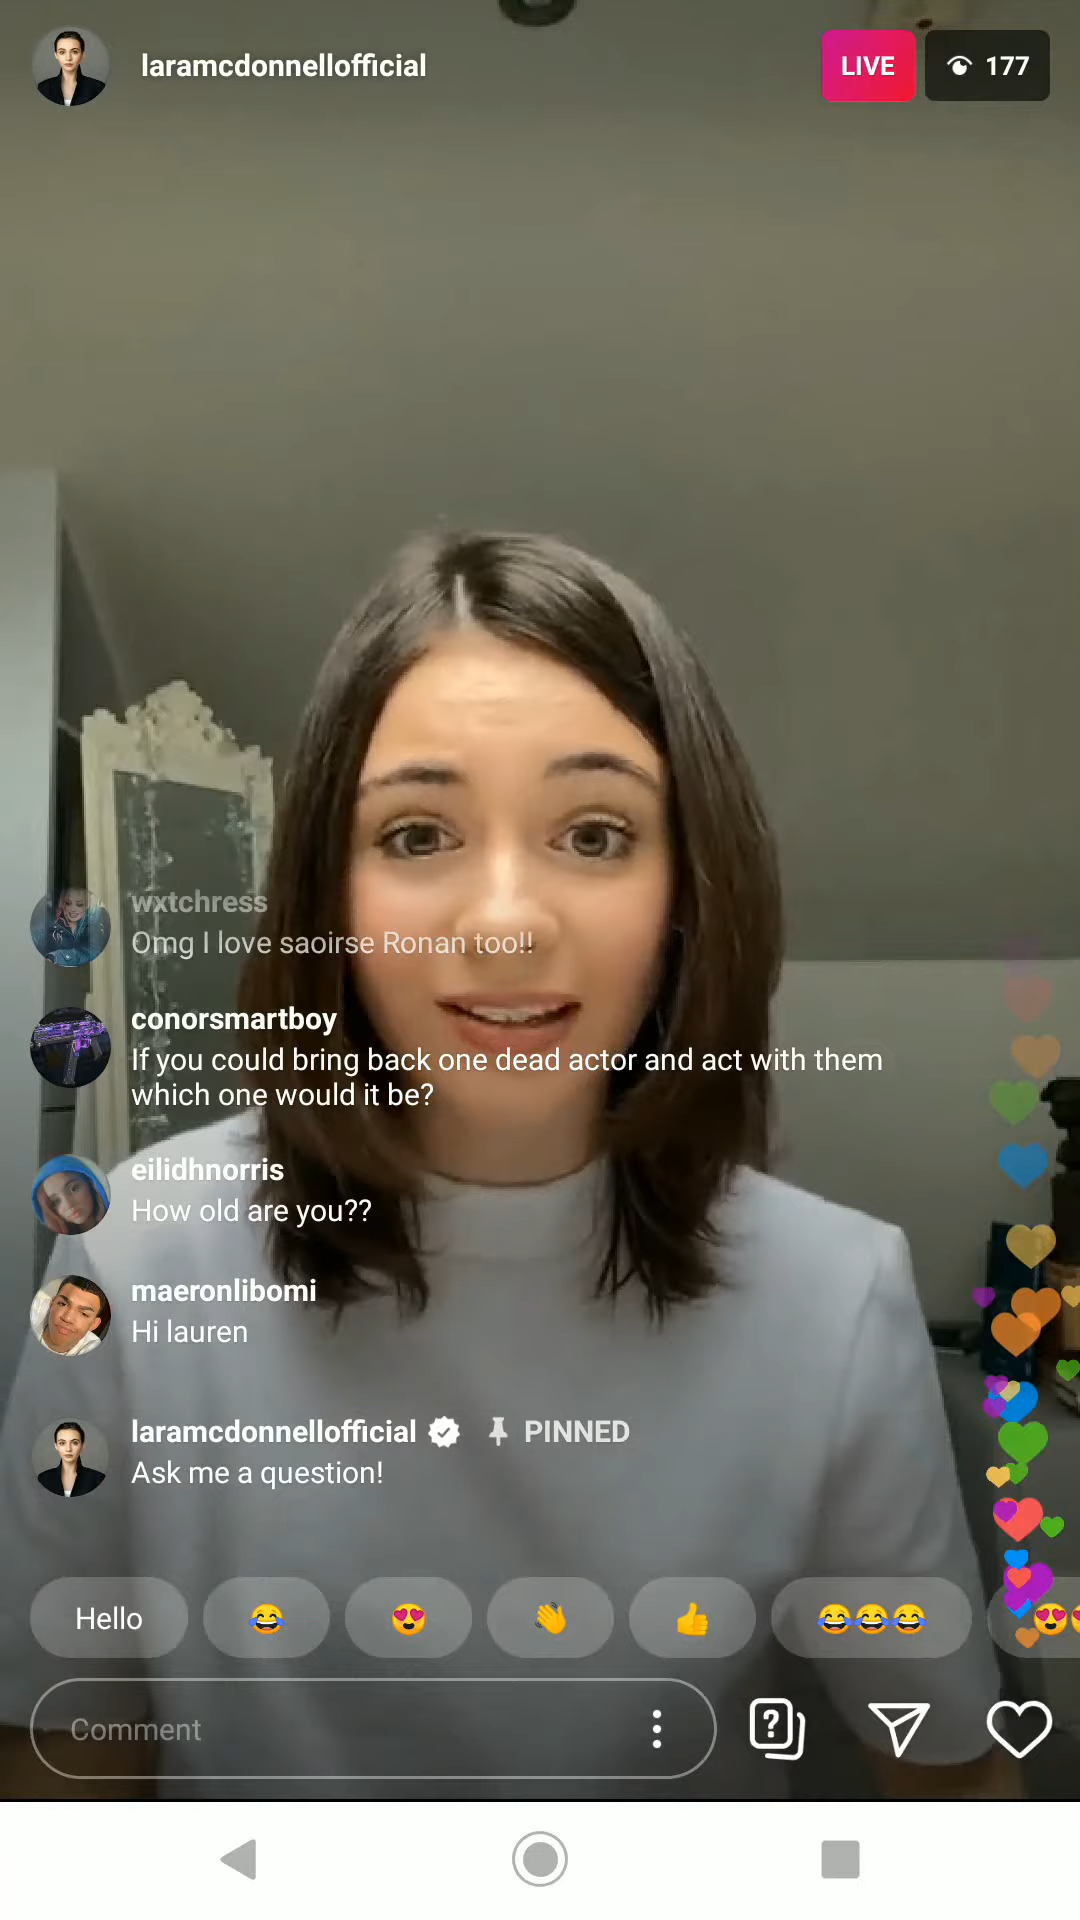 laramcdonnellofficial
LIVE
177
wxtchress
Omg I love saoirse Ronan too!!
conorsmartboy
If you could bring back one dead actor and act with them
which one would it be?
eilidhnorris
How old are you??
maeronlibomi
Hi lauren
laramcdonnellofficial PINNED
Ask me a question!
Hello
Comment